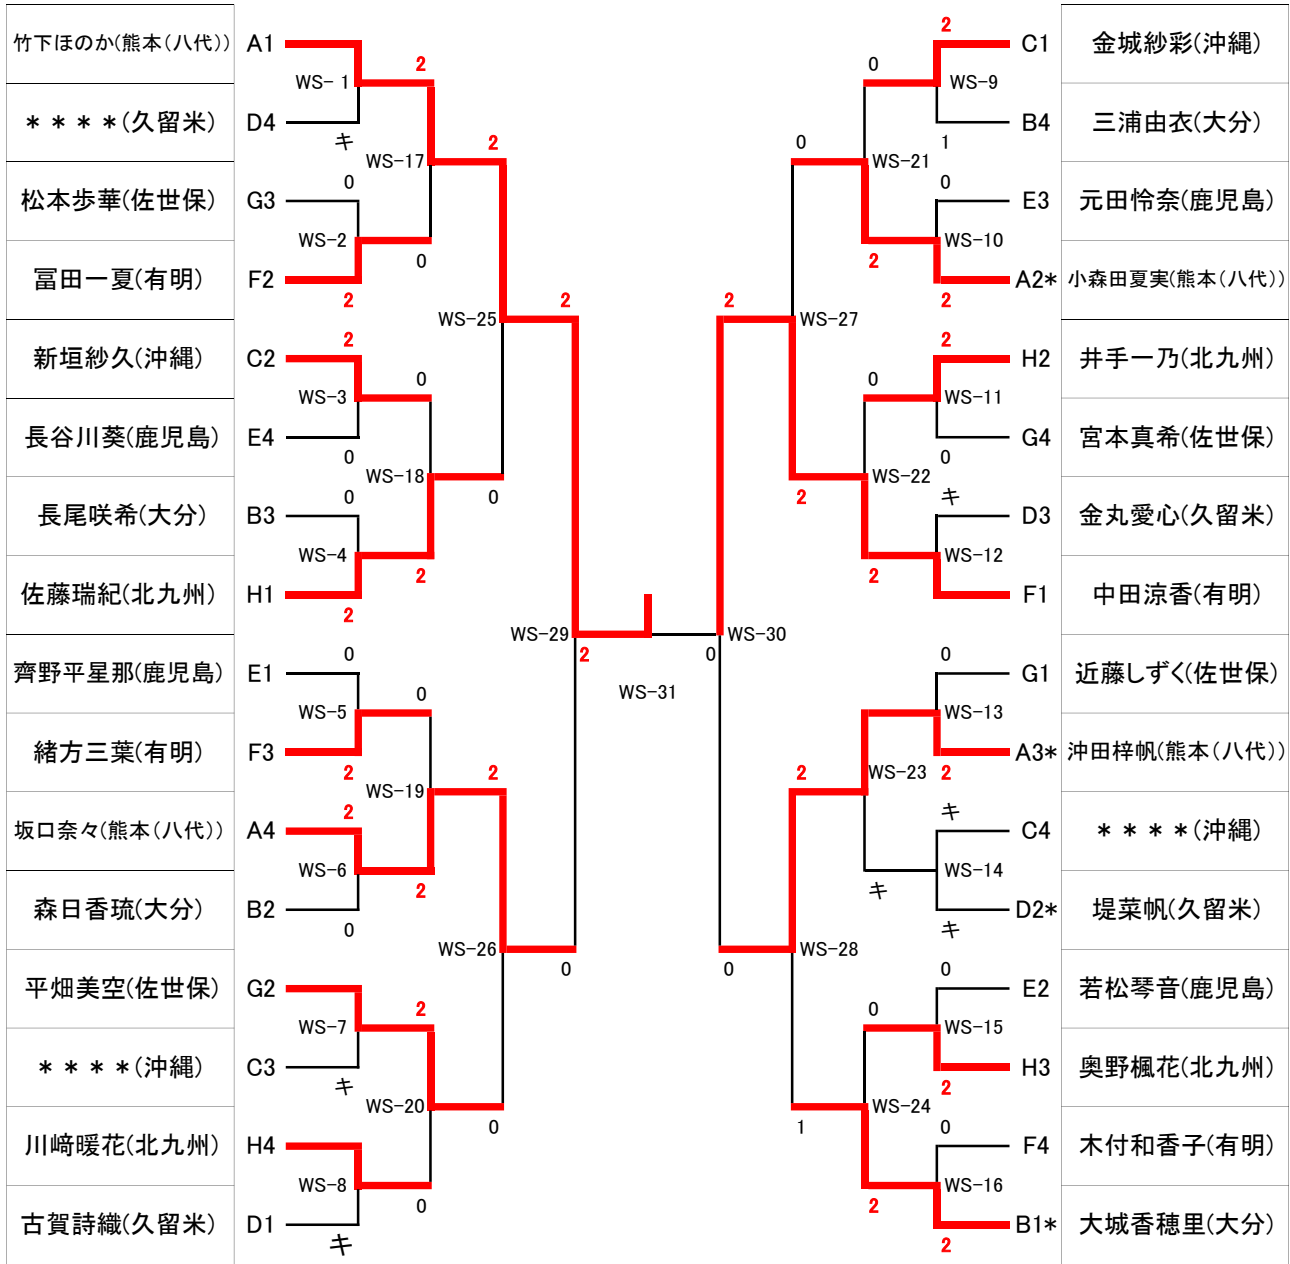 竹下ほのか(熊本(八代)) A1
WS-1
＊＊＊＊(久留米) D4
キ
2
WS-17
松本歩華(佐世保) G3
0
WS-2
冨田一夏(有明) F2
2
0
2
WS-25
新垣紗久(沖縄) C2
2
WS-3
長谷川葵(鹿児島) E4
0
0
WS-18
長尾咲希(大分) B3
0
WS-4
佐藤瑞紀(北九州) H1
2
2
0
2
WS-29
2
齊野平星那(鹿児島) E1
0
WS-5
緒方三葉(有明) F3
2
0
WS-19
坂口奈々(熊本(八代)) A4
2
WS-6
森日香琉(大分) B2
0
2
2
WS-26
0
平畑美空(佐世保) G2
WS-7
＊＊＊＊(沖縄) C3
キ
2
WS-20
0
川﨑暖花(北九州) H4
WS-8
古賀詩織(久留米) D1
キ
0
WS-31
2
C1 金城紗彩(沖縄)
WS-9
B4 三浦由衣(大分)
1
0
WS-21
0
E3 元田怜奈(鹿児島)
WS-10
A2* 小森田夏実(熊本(八代))
2
2
0
WS-27
2
H2 井手一乃(北九州)
WS-11
G4 宮本真希(佐世保)
0
0
WS-22
キ
D3 金丸愛心(久留米)
WS-12
F1 中田涼香(有明)
2
2
2
WS-30
0
0
G1 近藤しずく(佐世保)
WS-13
A3* 沖田梓帆(熊本(八代))
2
WS-23
キ
C4 ＊＊＊＊(沖縄)
WS-14
D2* 堤菜帆(久留米)
キ
キ
2
WS-28
0
0
E2 若松琴音(鹿児島)
WS-15
H3 奥野楓花(北九州)
2
0
WS-24
1
0
F4 木付和香子(有明)
WS-16
B1* 大城香穂里(大分)
2
2